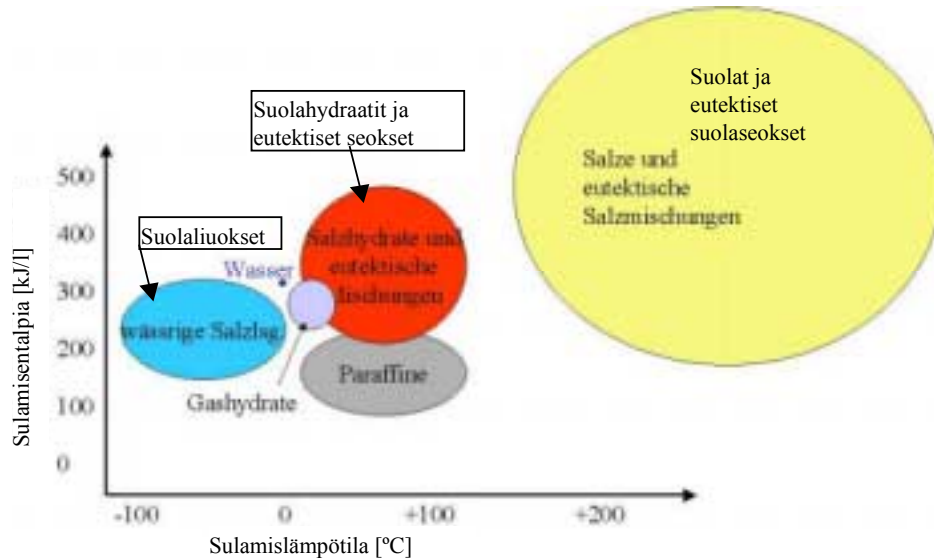 Suolat ja
eutektiset
suolaseokset
Salze und
eutektische
Salzmischungen
Suolahydraatit ja
eutektiset seokset
Suolaliuokset
Salzhydrate und
eutektische
Mischungen
Wasser
wässrige Salzlsg.
Gashydrate
Paraffine
Sulamisentalpia [kJ/l]
500
400
300
200
100
0
-100
0
+100
+200
Sulamislämpötila [ºC]